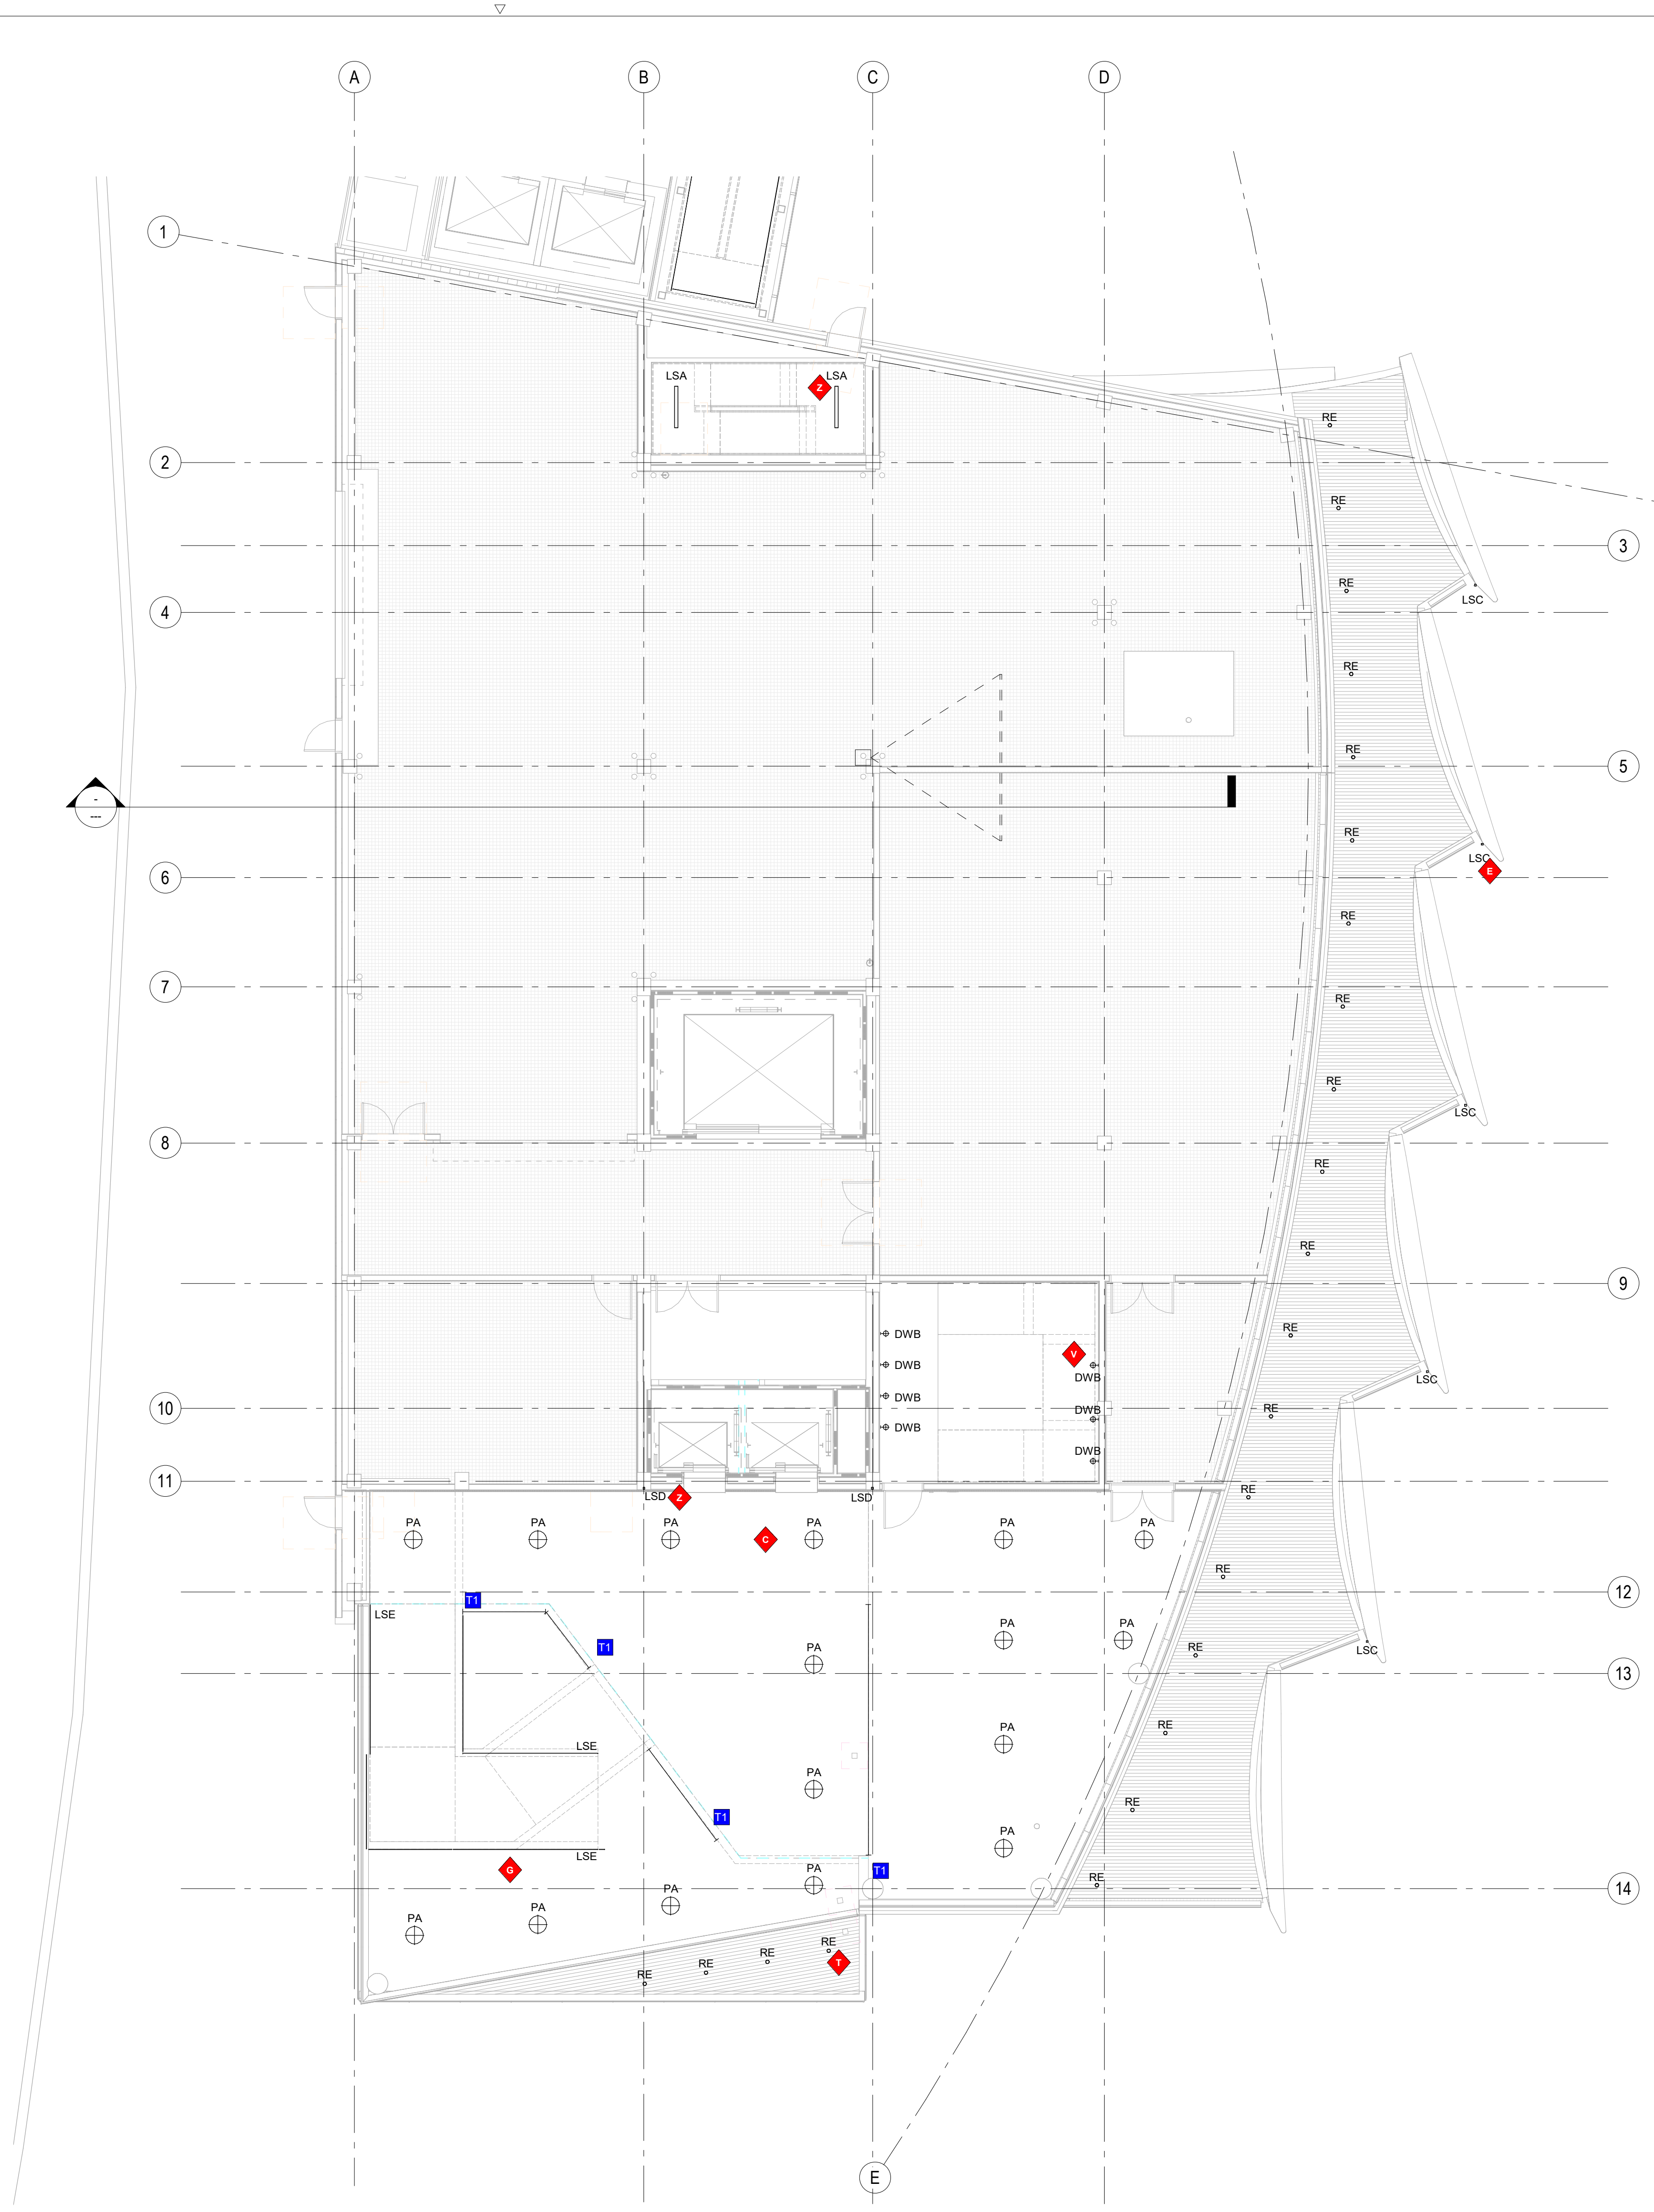 A B C D
1
LSA LSA
Z
RE
2
RE
3
RE
LSC
4
RE
RE
5
-
---
RE
LSC
E
6
RE
7
RE
RE
LSC
8
RE
RE
9
DWB
RE
V
DWB
DWB
LSC
DWB
DWB
10
RE
DWB
DWB
11
LSD
Z
LSD
RE
PA PA PA PA PA PA
C
RE
12
T1
LSE
PA PA
T1
PA
RE
LSC
13
RE
PA
LSE
PA
RE
T1
PA
LSE
G
PA
T1
RE
14
PA
PA
PA
RE
RE
T
RE
RE
E